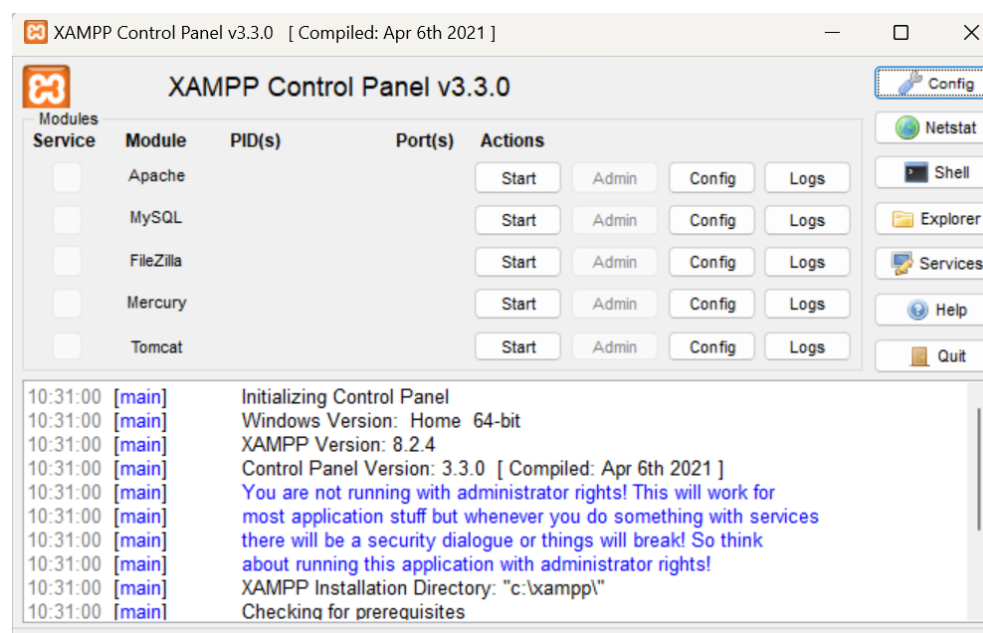 XAMPP Control Panel v3.3.0 [ Compiled: Apr 6th 2021 ]
XAMPP Control Panel v3.3.0
Config
Modules
Service Module PID(s) Port(s) Actions
Netstat
Apache Start Admin Config Logs
Shell
MySQL Start Admin Config Logs
Explorer
FileZilla Start Admin Config Logs
Services
Mercury Start Admin Config Logs
Help
Tomcat Start Admin Config Logs
Quit
10:31:00 [main] Initializing Control Panel
10:31:00 [main] Windows Version: Home 64-bit
10:31:00 [main] XAMPP Version: 8.2.4
10:31:00 [main] Control Panel Version: 3.3.0 [ Compiled: Apr 6th 2021 ]
10:31:00 [main] You are not running with administrator rights! This will work for
10:31:00 [main] most application stuff but whenever you do something with services
10:31:00 [main] there will be a security dialogue or things will break! So think
10:31:00 [main] about running this application with administrator rights!
10:31:00 [main] XAMPP Installation Directory: "c:\xampp\"
10:31:00 [main] Checking for prerequisites